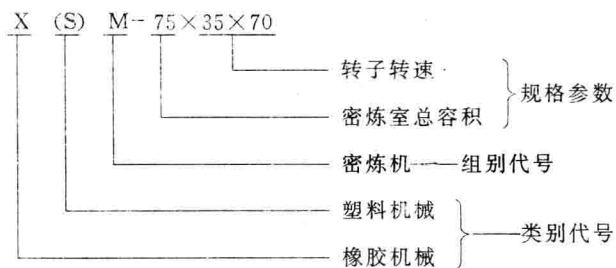 X (S) M-75×35×70
转子转速
规格参数
密炼室总容积
密炼机——组别代号
塑料机械
类别代号
橡胶机械